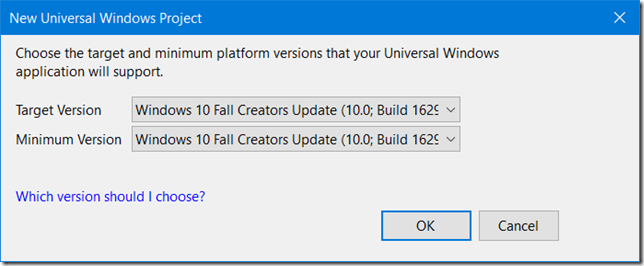 New Universal Windows Project
Choose the target and minimum platform versions that your Universal Windows
application will support.
Target Version Windows 10 Fall Creators Update (10.0; Build 1629
Minimum Version Windows 10 Fall Creators Update (10.0; Build 1629
Which version should I choose?
OK Cancel